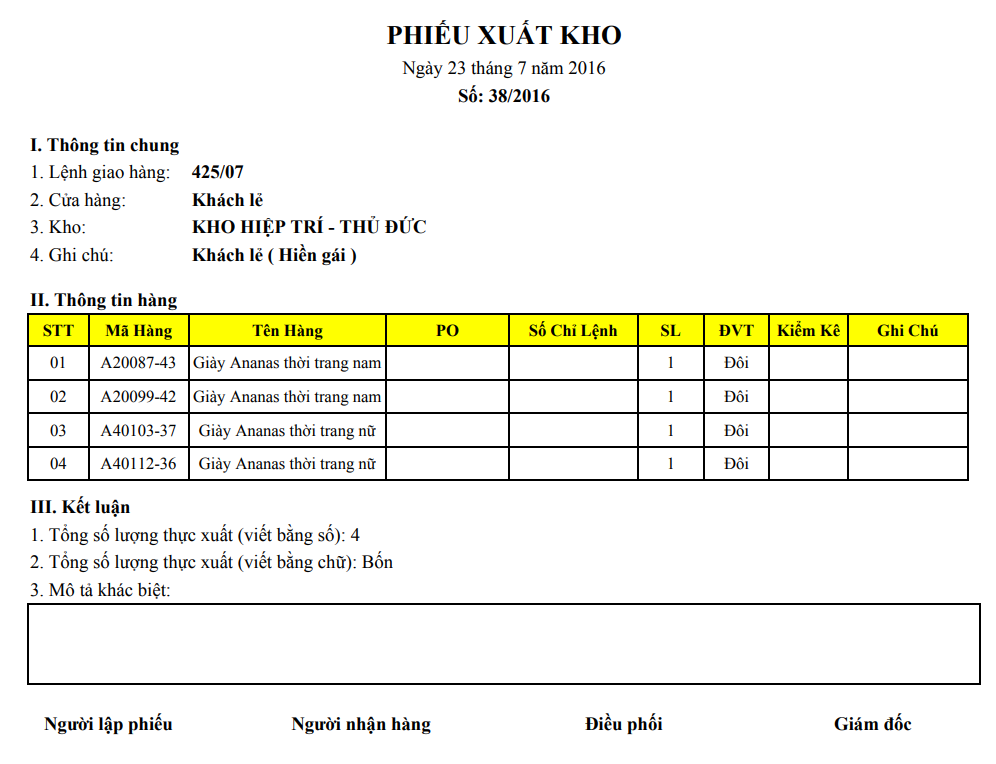 PHIẾU XUẤT KHO
Ngày 23 tháng 7 năm 2016
Số: 38/2016
I. Thông tin chung
1. Lệnh giao hàng: 425/07
2. Cửa hàng: Khách lẻ
3. Kho: KHO HIỆP TRÍ - THỦ ĐỨC
4. Ghi chú: Khách lẻ ( Hiền gái )
II. Thông tin hàng
STT Mã Hàng Tên Hàng PO Số Chỉ Lệnh SL ĐVT Kiểm Kê Ghi Chú
01 A20087-43 Giày Ananas thời trang nam 1 Đôi
02 A20099-42 Giày Ananas thời trang nam 1 Đôi
03 A40103-37 Giày Ananas thời trang nữ 1 Đôi
04 A40112-36 Giày Ananas thời trang nữ 1 Đôi
III. Kết luận
1. Tổng số lượng thực xuất (viết bằng số): 4
2. Tổng số lượng thực xuất (viết bằng chữ): Bốn
3. Mô tả khác biệt:
Người lập phiếu Người nhận hàng Điều phối Giám đốc